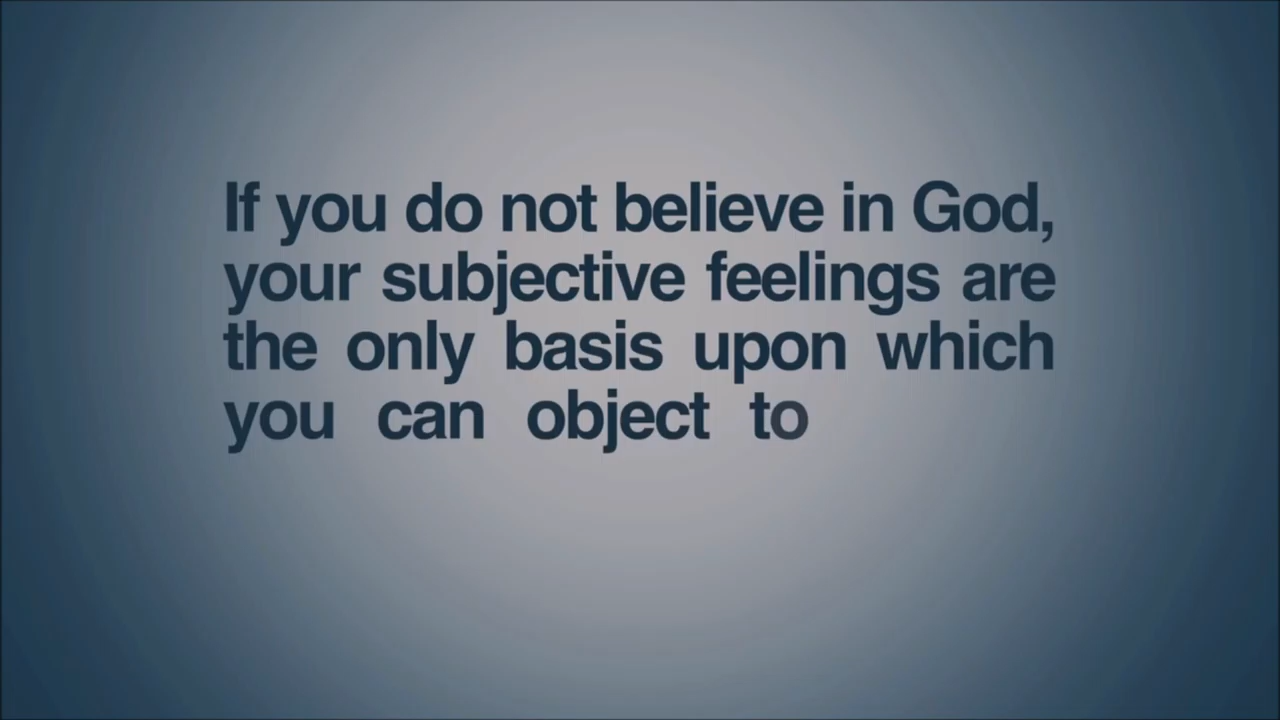 If you do not believe in God,
your subjective feelings are
the only basis upon which
you can object to